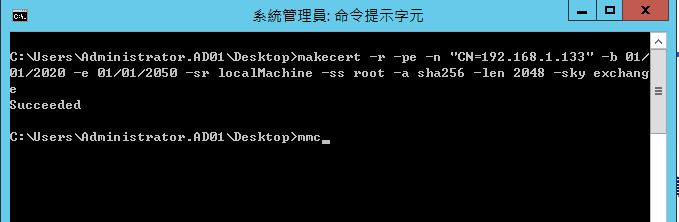 系統管理員: 命令提示字元
C:\Users\Administrator.AD01\Desktop>makecert -r -pe -n "CN=192.168.1.133" -b 01/
01/2020 -e 01/01/2050 -sr localMachine -ss root -a sha256 -len 2048 -sky exchang
e
Succeeded
C:\Users\Administrator.AD01\Desktop>mmc_